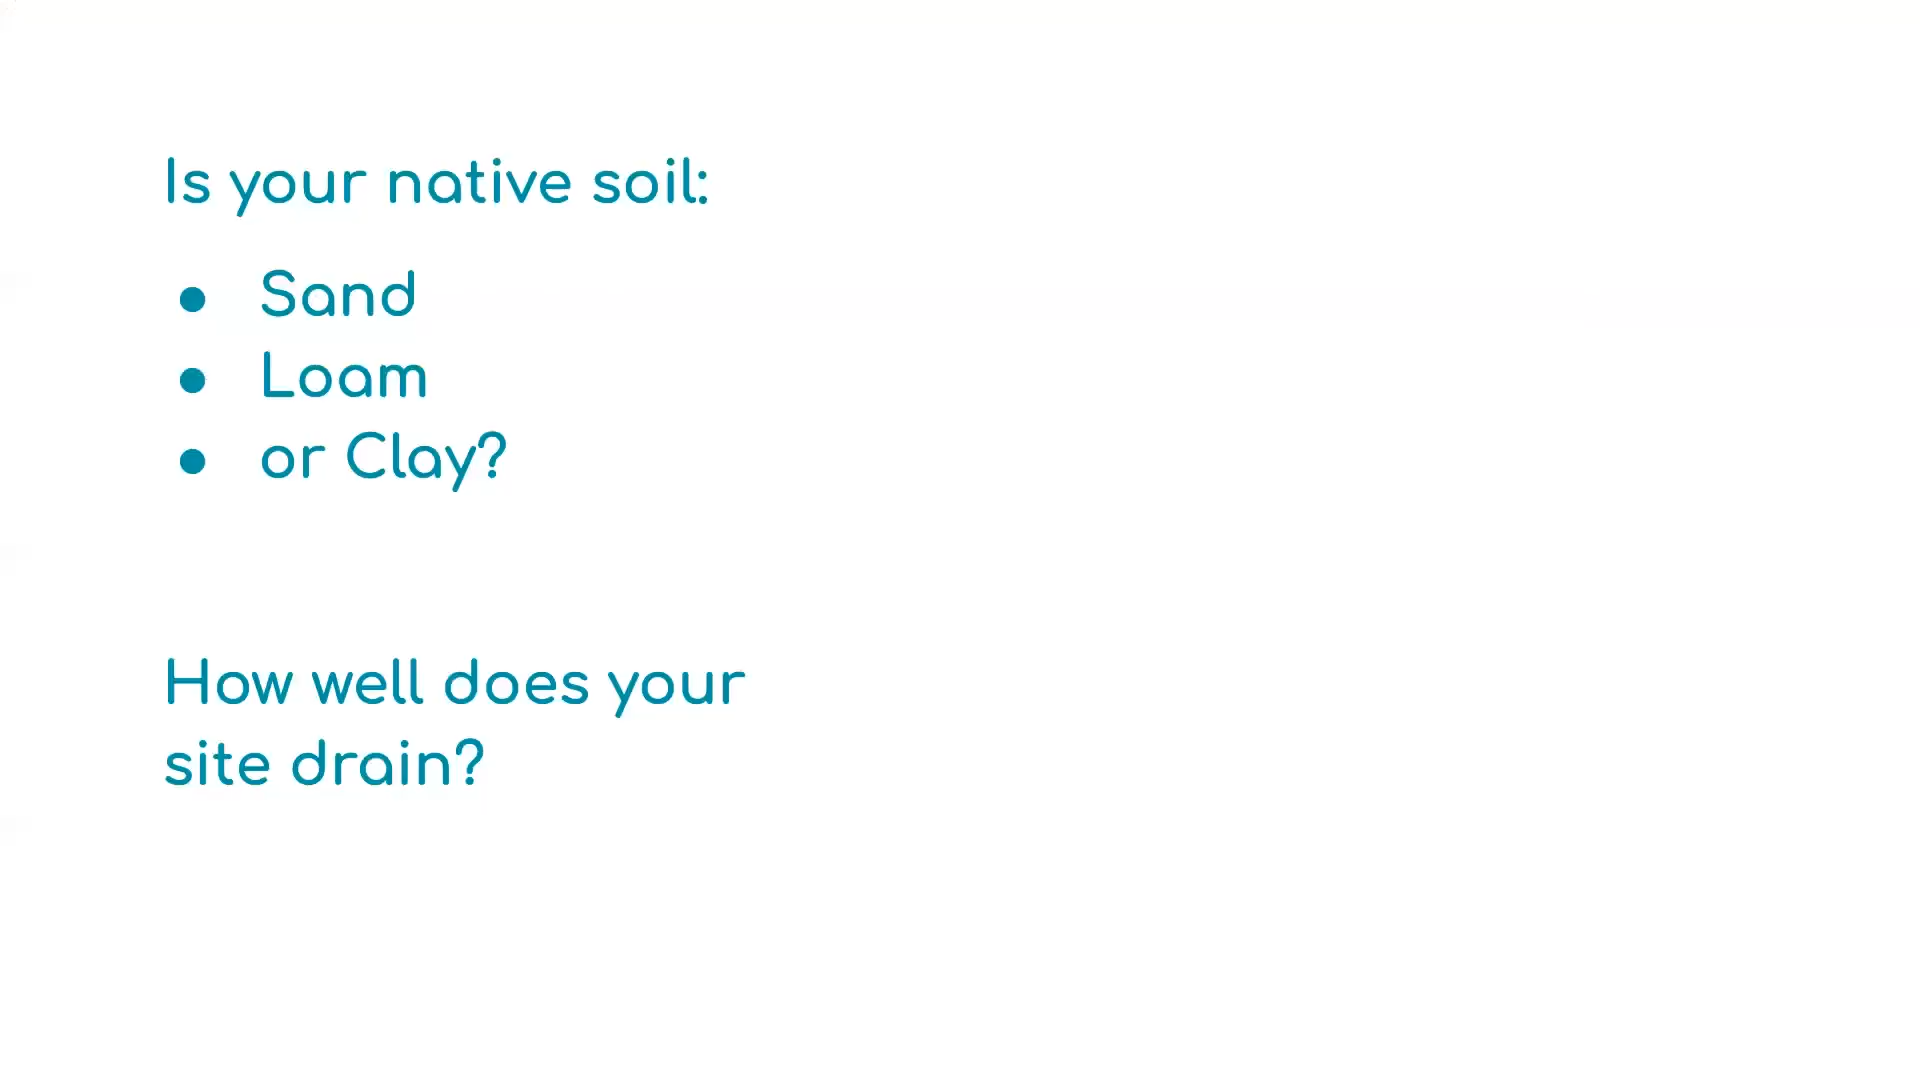 Is your native soil:
● Sand
● Loam
● or Clay?
How well does your
site drain?